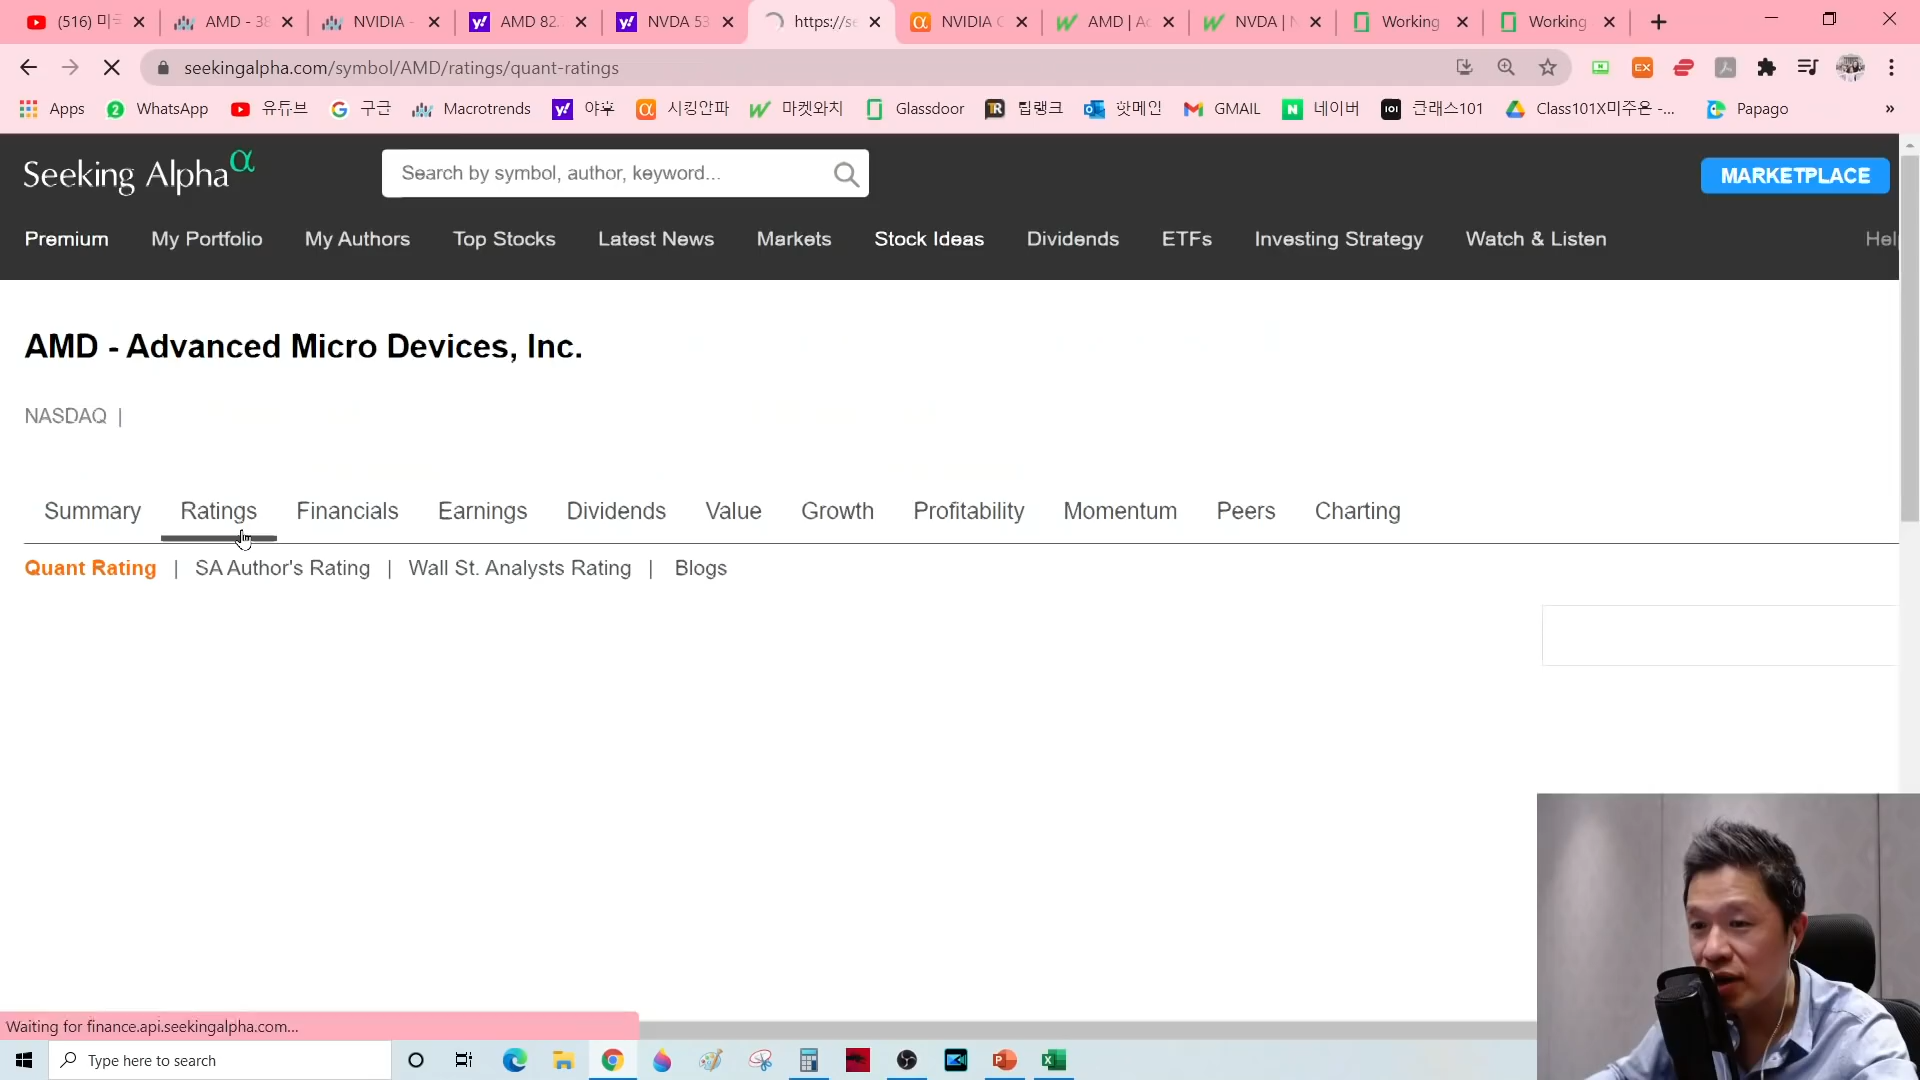 (516) 미국
AMD - 38
NVIDIA -
AMD 82.
NVDA 53
https://se
NVIDIA C
AMD | A
NVDA | N
Working
Working
seekingalpha.com/symbol/AMD/ratings/quant-ratings
Apps
WhatsApp
유튜브
구글
Macrotrends
야후
시킹알파
마켓와치
Glassdoor
팁랭크
핫메인
GMAIL
네이버
클래스101
Class101X미주은 -...
Papago
»
Seeking Alpha α
Search by symbol, author, keyword...
MARKETPLACE
Premium
My Portfolio
My Authors
Top Stocks
Latest News
Markets
Stock Ideas
Dividends
ETFs
Investing Strategy
Watch & Listen
Hel
AMD - Advanced Micro Devices, Inc.
NASDAQ |
Summary
Ratings
Financials
Earnings
Dividends
Value
Growth
Profitability
Momentum
Peers
Charting
Quant Rating | SA Author's Rating | Wall St. Analysts Rating | Blogs
Waiting for finance.api.seekingalpha.com...
Type here to search